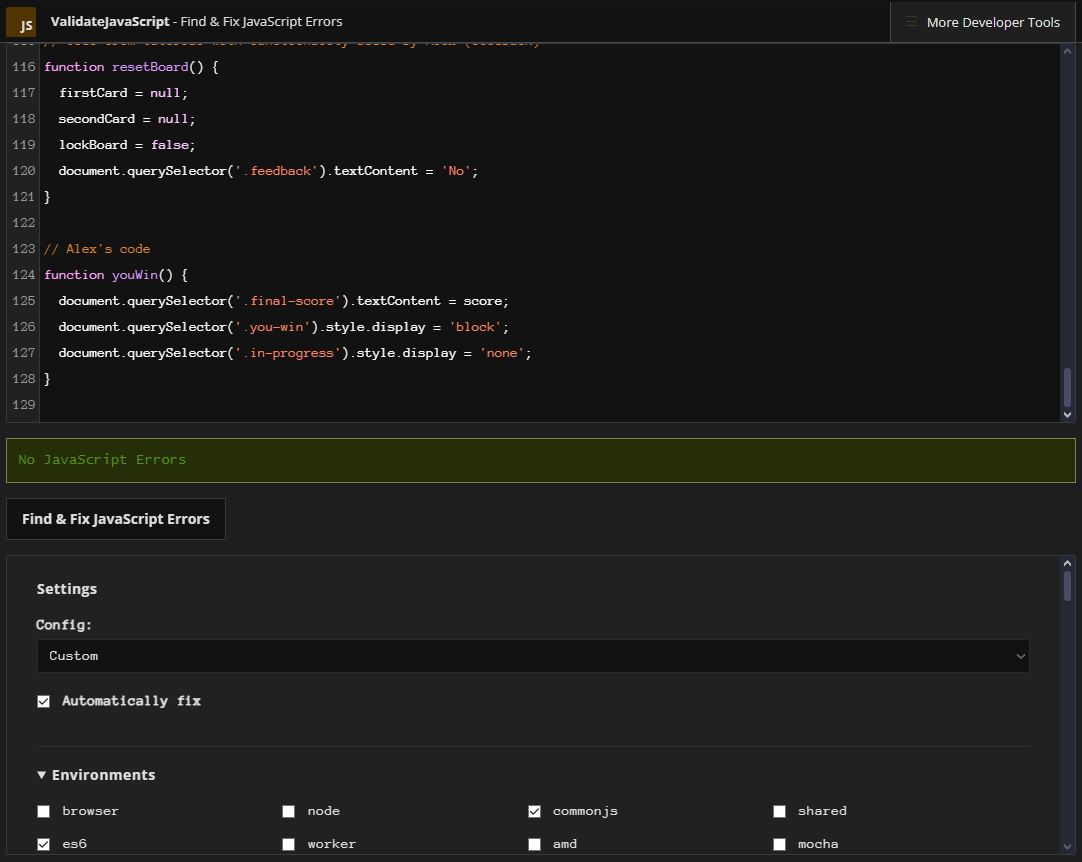 JS ValidateJavaScript - Find & Fix JavaScript Errors
More Developer Tools
116 function resetBoard() {
117 firstCard = null;
118 secondCard = null;
119 lockBoard = false;
120 document.querySelector('.feedback').textContent = 'No';
121 }
122
123 // Alex's code
124 function youWin() {
125 document.querySelector('.final-score').textContent = score;
126 document.querySelector('.you-win').style.display = 'block';
127 document.querySelector('.in-progress').style.display = 'none';
128 }
129
No JavaScript Errors
Find & Fix JavaScript Errors
Settings
Config:
Custom
Automatically fix
Environments
browser node commonjs shared
es6 worker amd mocha